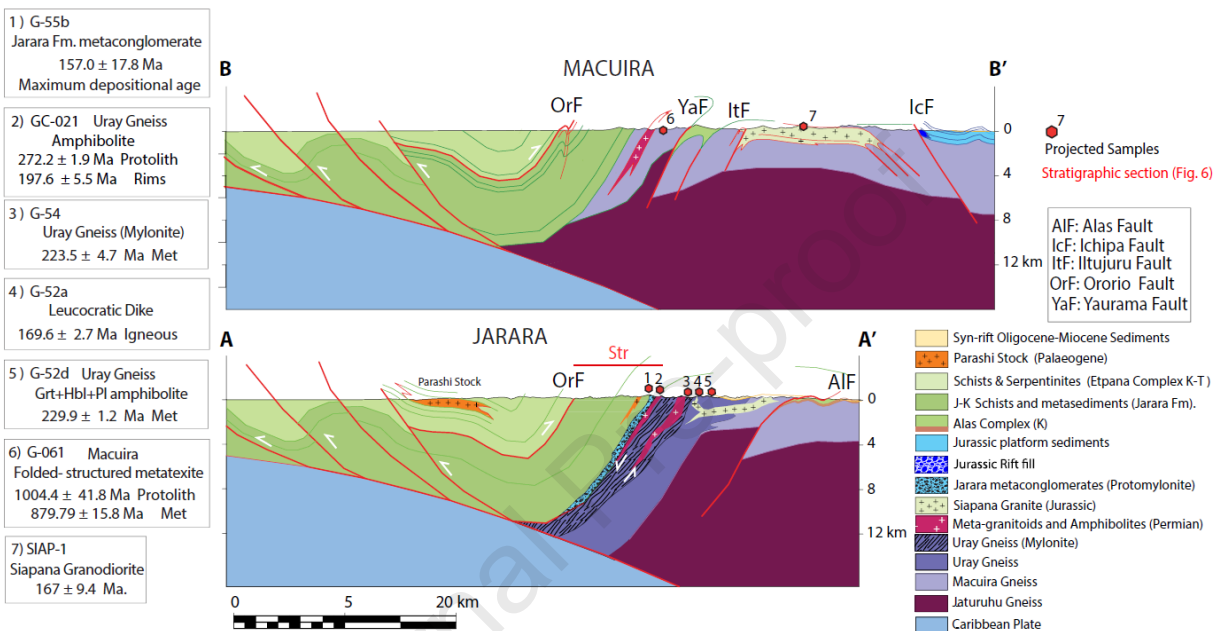 1 ) G-55b
Jarara Fm. metaconglomerate
157.0 ± 17.8 Ma
Maximum depositional age
2) GC-021 Uray Gneiss
Amphibolite
272.2 ± 1.9 Ma Protolith
197.6 ± 5.5 Ma Rims
3) G-54
Uray Gneiss (Mylonite)
223.5 ± 4.7 Ma Met
4) G-52a
Leucocratic Dike
169.6 ± 2.7 Ma Igneous
5) G-52d Uray Gneiss
Grt+Hbl+Pl amphibolite
229.9 ± 1.2 Ma Met
6) G-061 Macuira
Folded- structured metatexite
1004.4 ± 41.8 Ma Protolith
879.79 ± 15.8 Ma Met
7) SIAP-1
Siapana Granodiorite
167 ± 9.4 Ma.
B
MACUIRA
B'
OrF
YaF
ItF
IcF
6
7
0
4
8
12 km
7
Projected Samples
Stratigraphic section (Fig. 6)
AlF: Alas Fault
IcF: Ichipa Fault
ItF: Iltujuru Fault
OrF: Ororio Fault
YaF: Yaurama Fault
A
JARARA
A'
Str
Parashi Stock
OrF
1 2 3 4 5
AlF
0
4
8
12 km
0 5 20 km
Syn-rift Oligocene-Miocene Sediments
Parashi Stock (Palaeogene)
Schists & Serpentinites (Etpana Complex K-T)
J-K Schists and metasediments (Jarara Fm).
Alas Complex (K)
Jurassic platform sediments
Jurassic Rift fill
Jarara metaconglomerates (Protomylonite)
Siapana Granite (Jurassic)
Meta-granitoids and Amphibolites (Permian)
Uray Gneiss (Mylonite)
Uray Gneiss
Macuira Gneiss
Jaturuhu Gneiss
Caribbean Plate